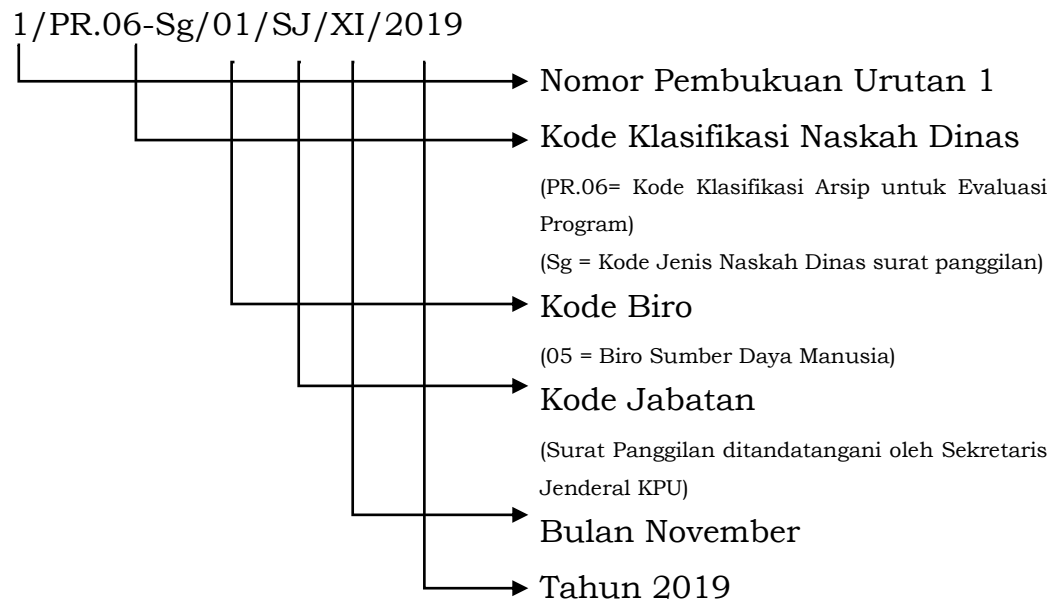 1/PR.06-Sg/01/SJ/XI/2019
Nomor Pembukuan Urutan 1
Kode Klasifikasi Naskah Dinas
(PR.06= Kode Klasifikasi Arsip untuk Evaluasi
Program)
(Sg = Kode Jenis Naskah Dinas surat panggilan)
Kode Biro
(05 = Biro Sumber Daya Manusia)
Kode Jabatan
(Surat Panggilan ditandatangani oleh Sekretaris
Jenderal KPU)
Bulan November
Tahun 2019